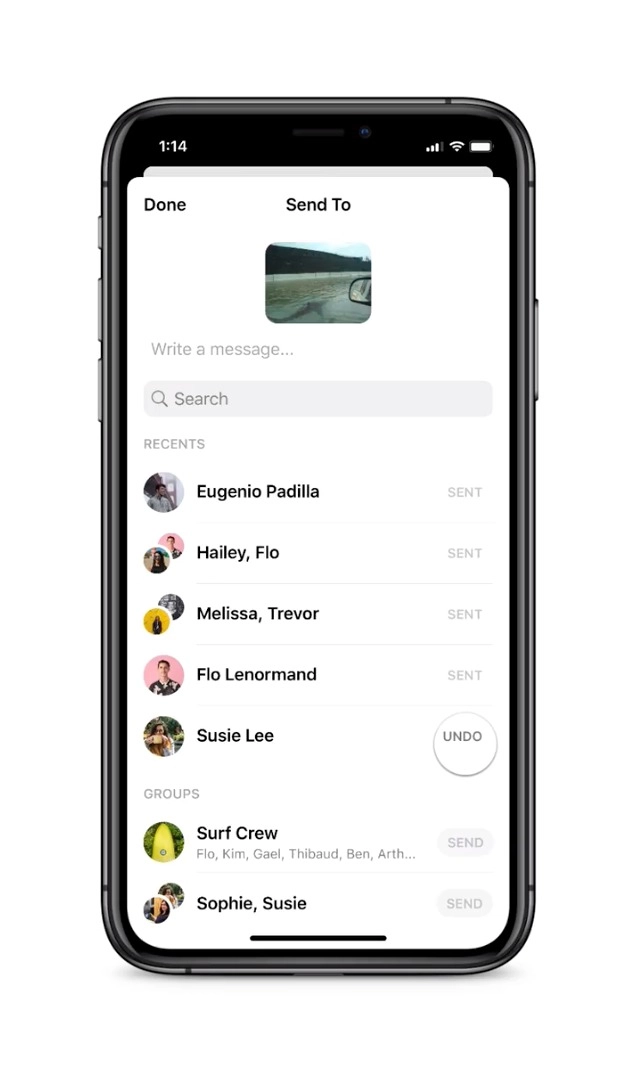 1:14
Done
Send To
Write a message...
Search
RECENTS
Eugenio Padilla
SENT
Hailey, Flo
SENT
Melissa, Trevor
SENT
Flo Lenormand
SENT
Susie Lee
UNDO
GROUPS
Surf Crew
SEND
Flo, Kim, Gael, Thibaud, Ben, Arth...
Sophie, Susie
SEND